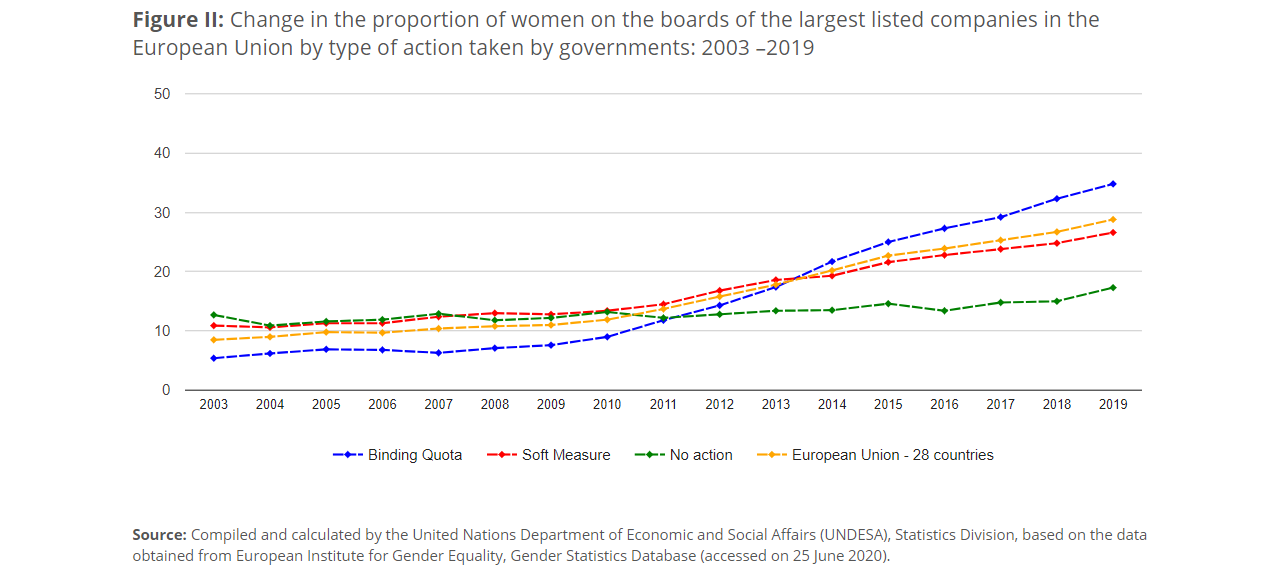 Figure II: Change in the proportion of women on the boards of the largest listed companies in the
European Union by type of action taken by governments: 2003 –2019
50
40
30
20
10
0
2003 2004 2005 2006 2007 2008 2009 2010 2011 2012 2013 2014 2015 2016 2017 2018 2019
Binding Quota Soft Measure No action European Union - 28 countries
Source: Compiled and calculated by the United Nations Department of Economic and Social Affairs (UNDESA), Statistics Division, based on the data
obtained from European Institute for Gender Equality, Gender Statistics Database (accessed on 25 June 2020).